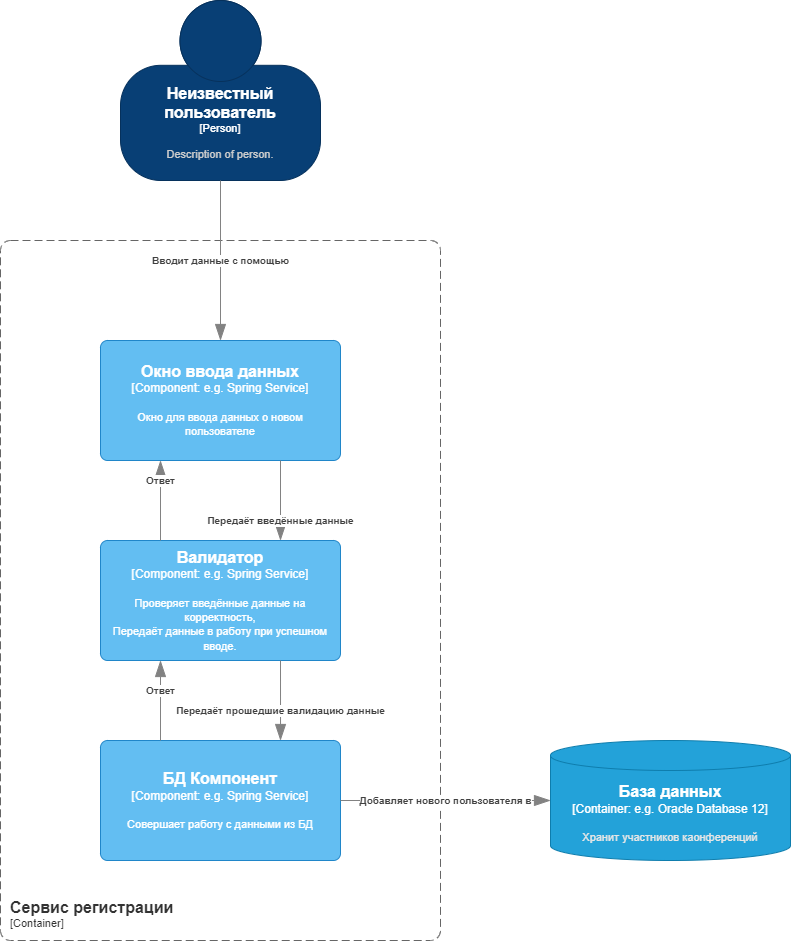 Неизвестный
пользователь
[Person]
Description of person.
Вводит данные с помощью
Окно ввода данных
[Component: e.g. Spring Service]
Окно для ввода данных о новом
пользователе
Ответ
Передаёт введённые данные
Валидатор
[Component: e.g. Spring Service]
Проверяет введённые данные на
корректность,
Передаёт данные в работу при успешном
вводе.
Ответ
Передаёт прошедшие валидацию данные
БД Компонент
[Component: e.g. Spring Service]
Совершает работу с данными из БД
Добавляет нового пользователя в
База данных
[Container: e.g. Oracle Database 12]
Хранит участников каонференций
Сервис регистрации
[Container]